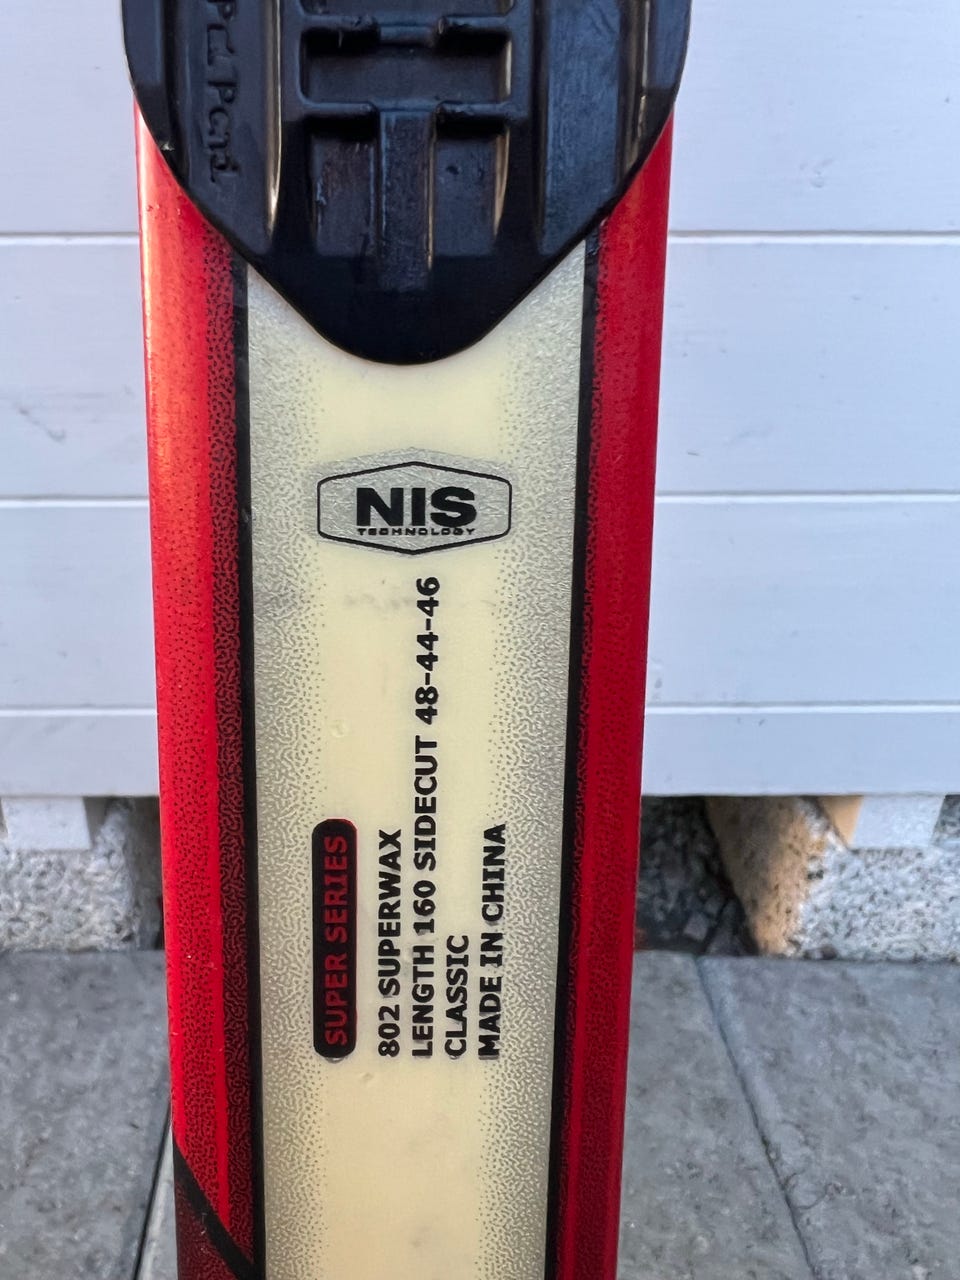 NIS
TECHNOLOGY
SUPER SERIES
802 SUPERWAX
LENGTH 160 SIDECUT 48-44-46
CLASSIC
MADE IN CHINA